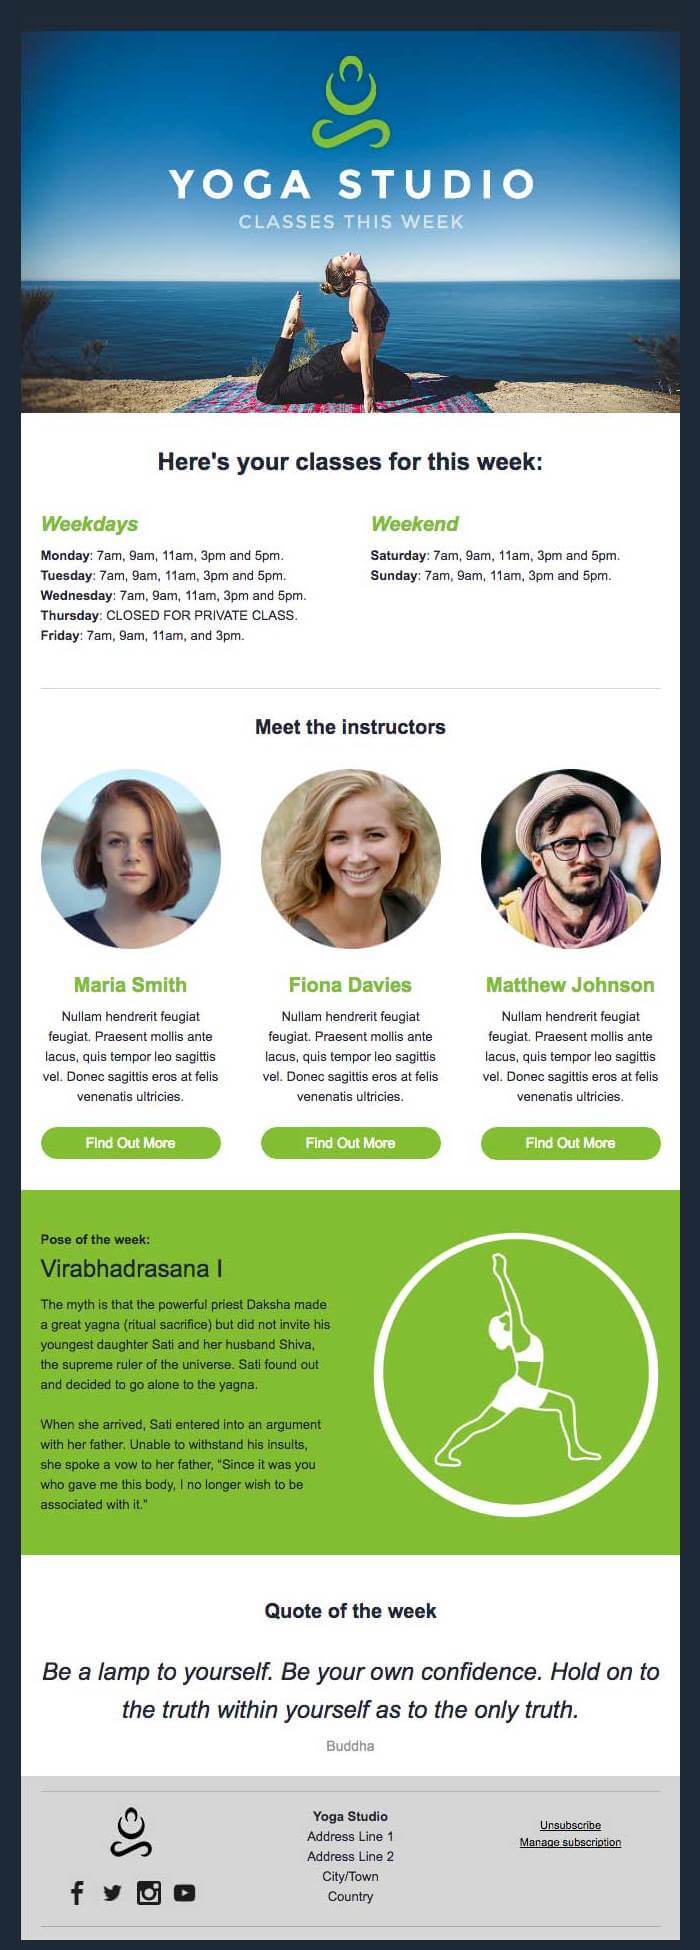 YOGA STUDIO
CLASSES THIS WEEK
Here's your classes for this week:
Weekdays
Monday: 7am, 9am, 11am, 3pm and 5pm.
Tuesday: 7am, 9am, 11am, 3pm and 5pm.
Wednesday: 7am, 9am, 11am, 3pm and 5pm.
Thursday: CLOSED FOR PRIVATE CLASS.
Friday: 7am, 9am, 11am, and 3pm.
Weekend
Saturday: 7am, 9am, 11am, 3pm and 5pm.
Sunday: 7am, 9am, 11am, 3pm and 5pm.
Meet the instructors
Maria Smith
Nullam hendrerit feugiat
feugiat. Praesent mollis ante
lacus, quis tempor leo sagittis
vel. Donec sagittis eros at felis
venenatis ultricies.
Find Out More
Fiona Davies
Nullam hendrerit feugiat
feugiat. Praesent mollis ante
lacus, quis tempor leo sagittis
vel. Donec sagittis eros at felis
venenatis ultricies.
Find Out More
Matthew Johnson
Nullam hendrerit feugiat
feugiat. Praesent mollis ante
lacus, quis tempor leo sagittis
vel. Donec sagittis eros at felis
venenatis ultricies.
Find Out More
Pose of the week:
Virabhadrasana I
The myth is that the powerful priest Daksha made
a great yagna (ritual sacrifice) but did not invite his
youngest daughter Sati and her husband Shiva,
the supreme ruler of the universe. Sati found out
and decided to go alone to the yagna.
When she arrived, Sati entered into an argument
with her father. Unable to withstand his insults,
she spoke a vow to her father, “Since it was you
who gave me this body, I no longer wish to be
associated with it.”
Quote of the week
Be a lamp to yourself. Be your own confidence. Hold on to
the truth within yourself as to the only truth.
Buddha
Yoga Studio
Address Line 1
Address Line 2
City/Town
Country
Unsubscribe
Manage subscription